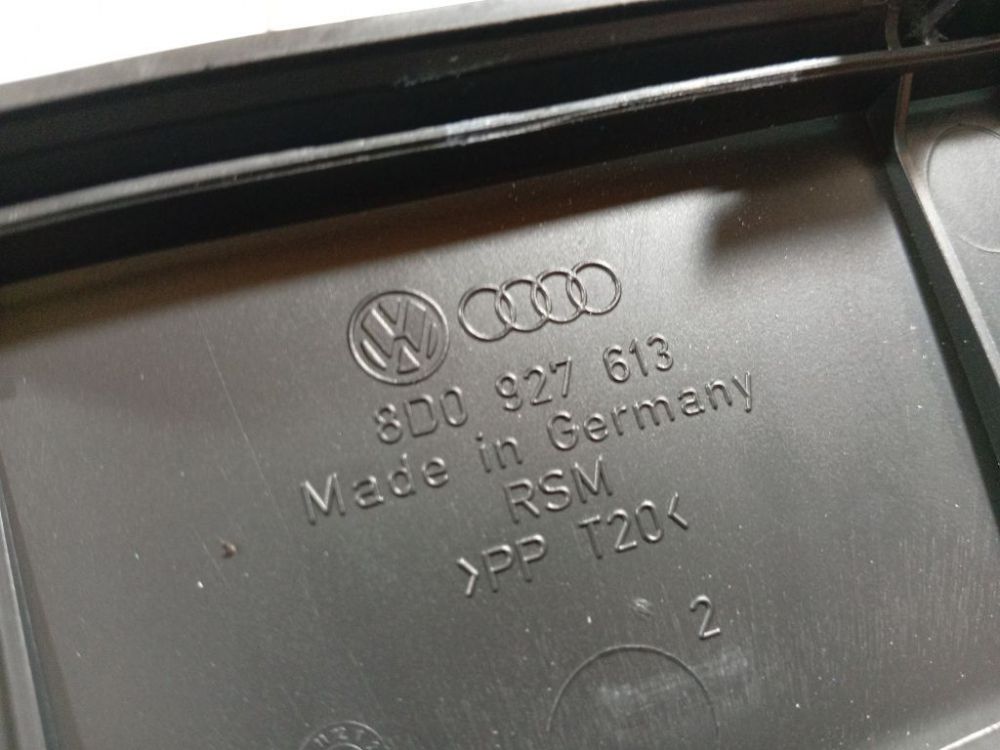 8D0 927 613
Made in Germany
RSM
>PP T20<
2